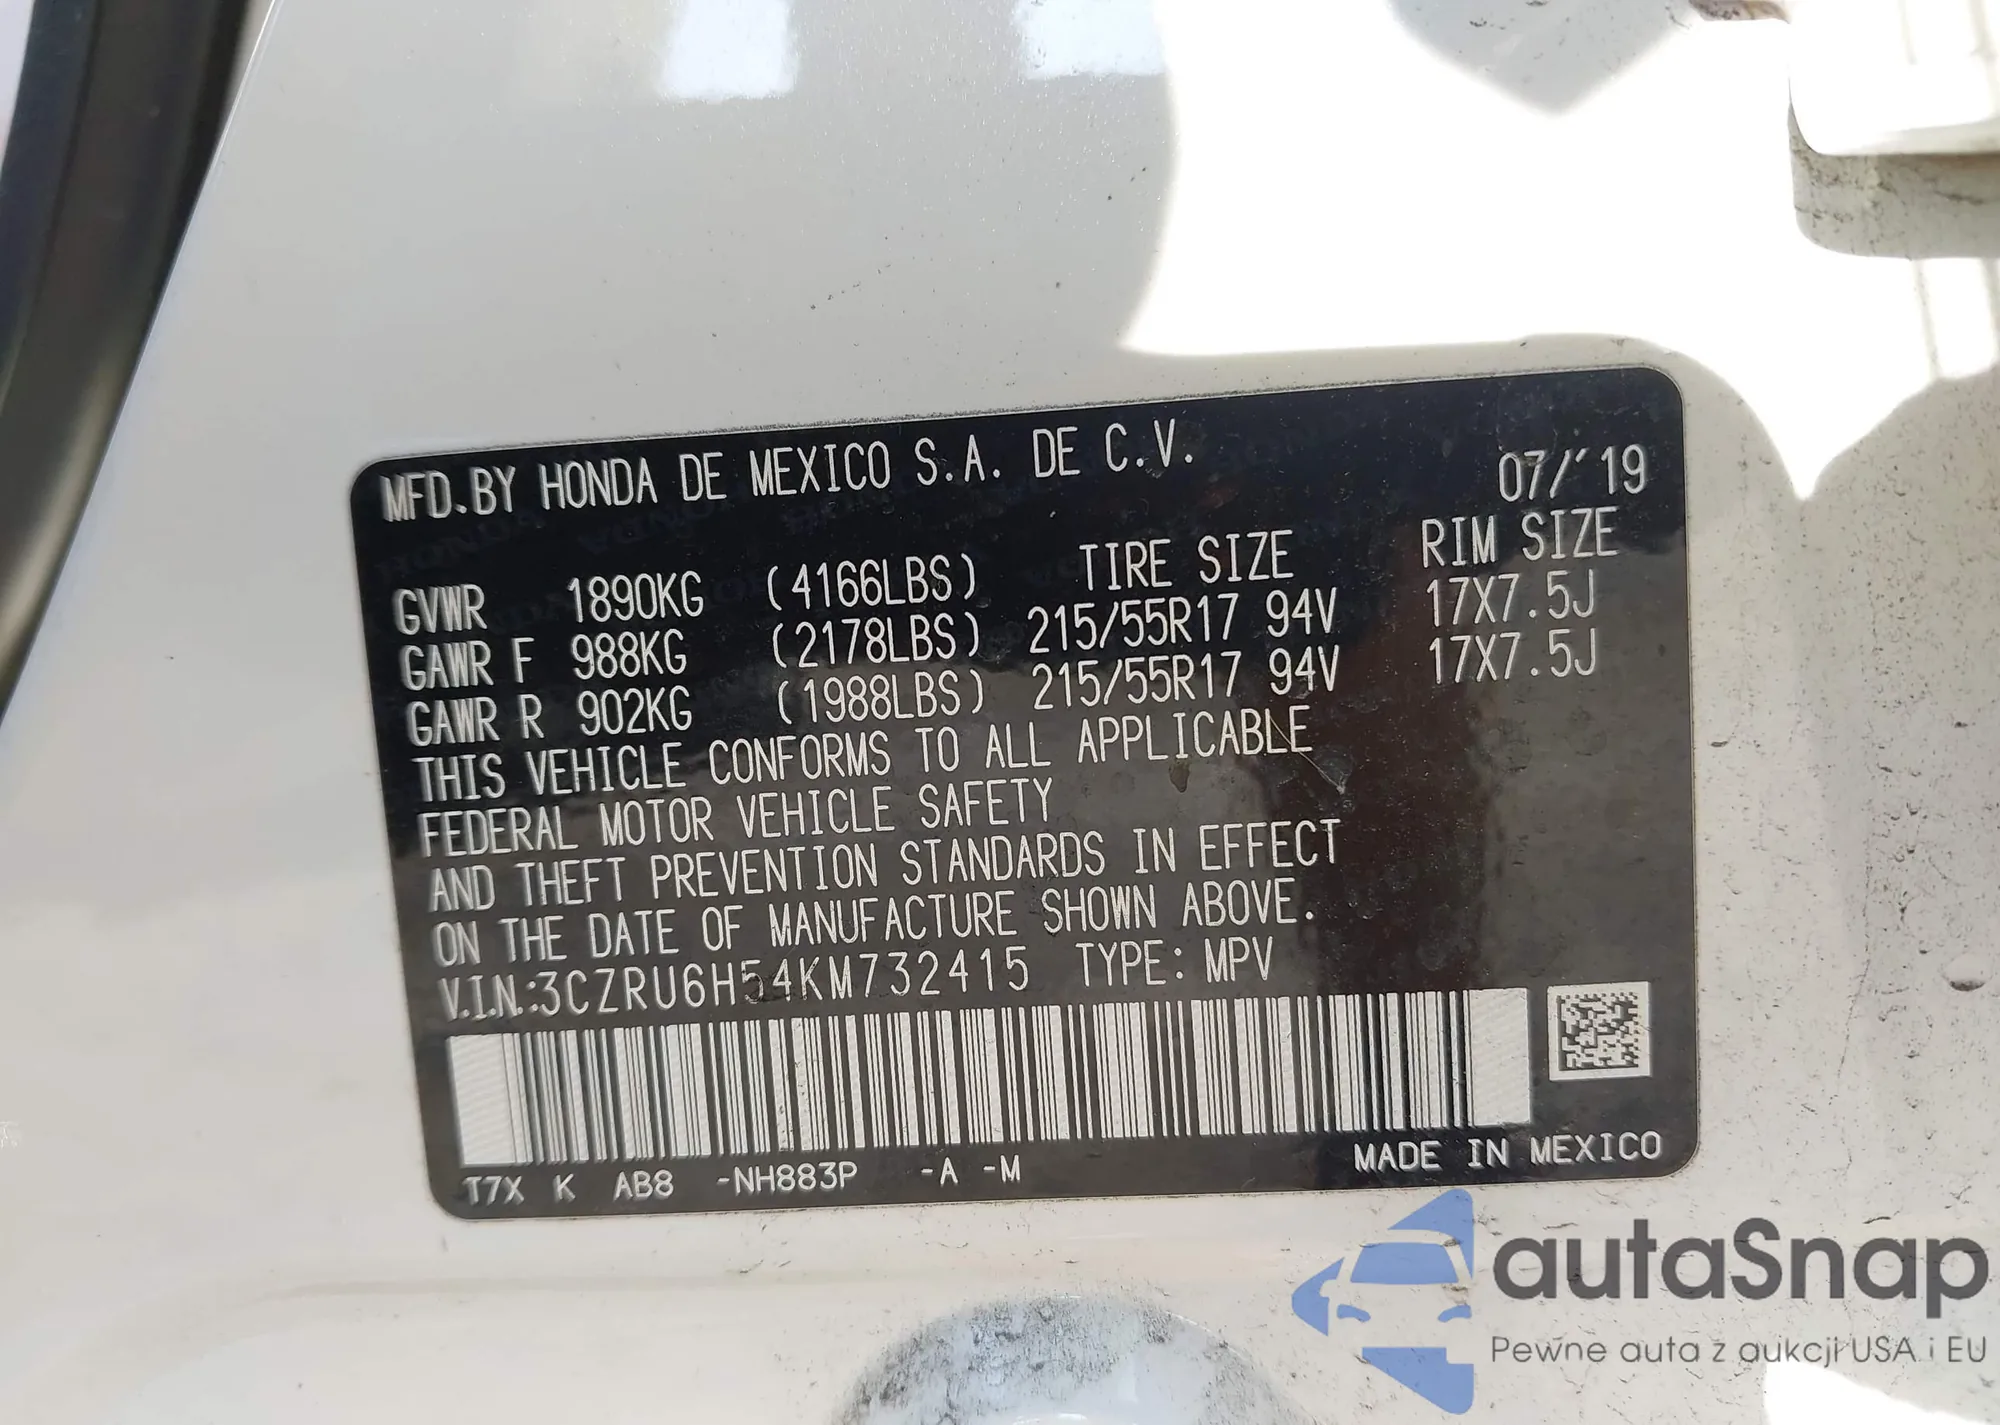 MFD.BY HONDA DE MEXICO S.A. DE C.V. 07/'19
TIRE SIZE RIM SIZE
GVWR 1890KG (4166LBS)
GAWR F 988KG (2178LBS) 215/55R17 94V 17X7.5J
GAWR R 902KG (1988LBS) 215/55R17 94V 17X7.5J
THIS VEHICLE CONFORMS TO ALL APPLICABLE
FEDERAL MOTOR VEHICLE SAFETY
AND THEFT PREVENTION STANDARDS IN EFFECT
ON THE DATE OF MANUFACTURE SHOWN ABOVE.
V.I.N.:3CZRU6H54KM732415 TYPE: MPV
T7X K AB8 -NH883P -A -M MADE IN MEXICO
autaSnap
Pewne auta z aukcji USA i EU